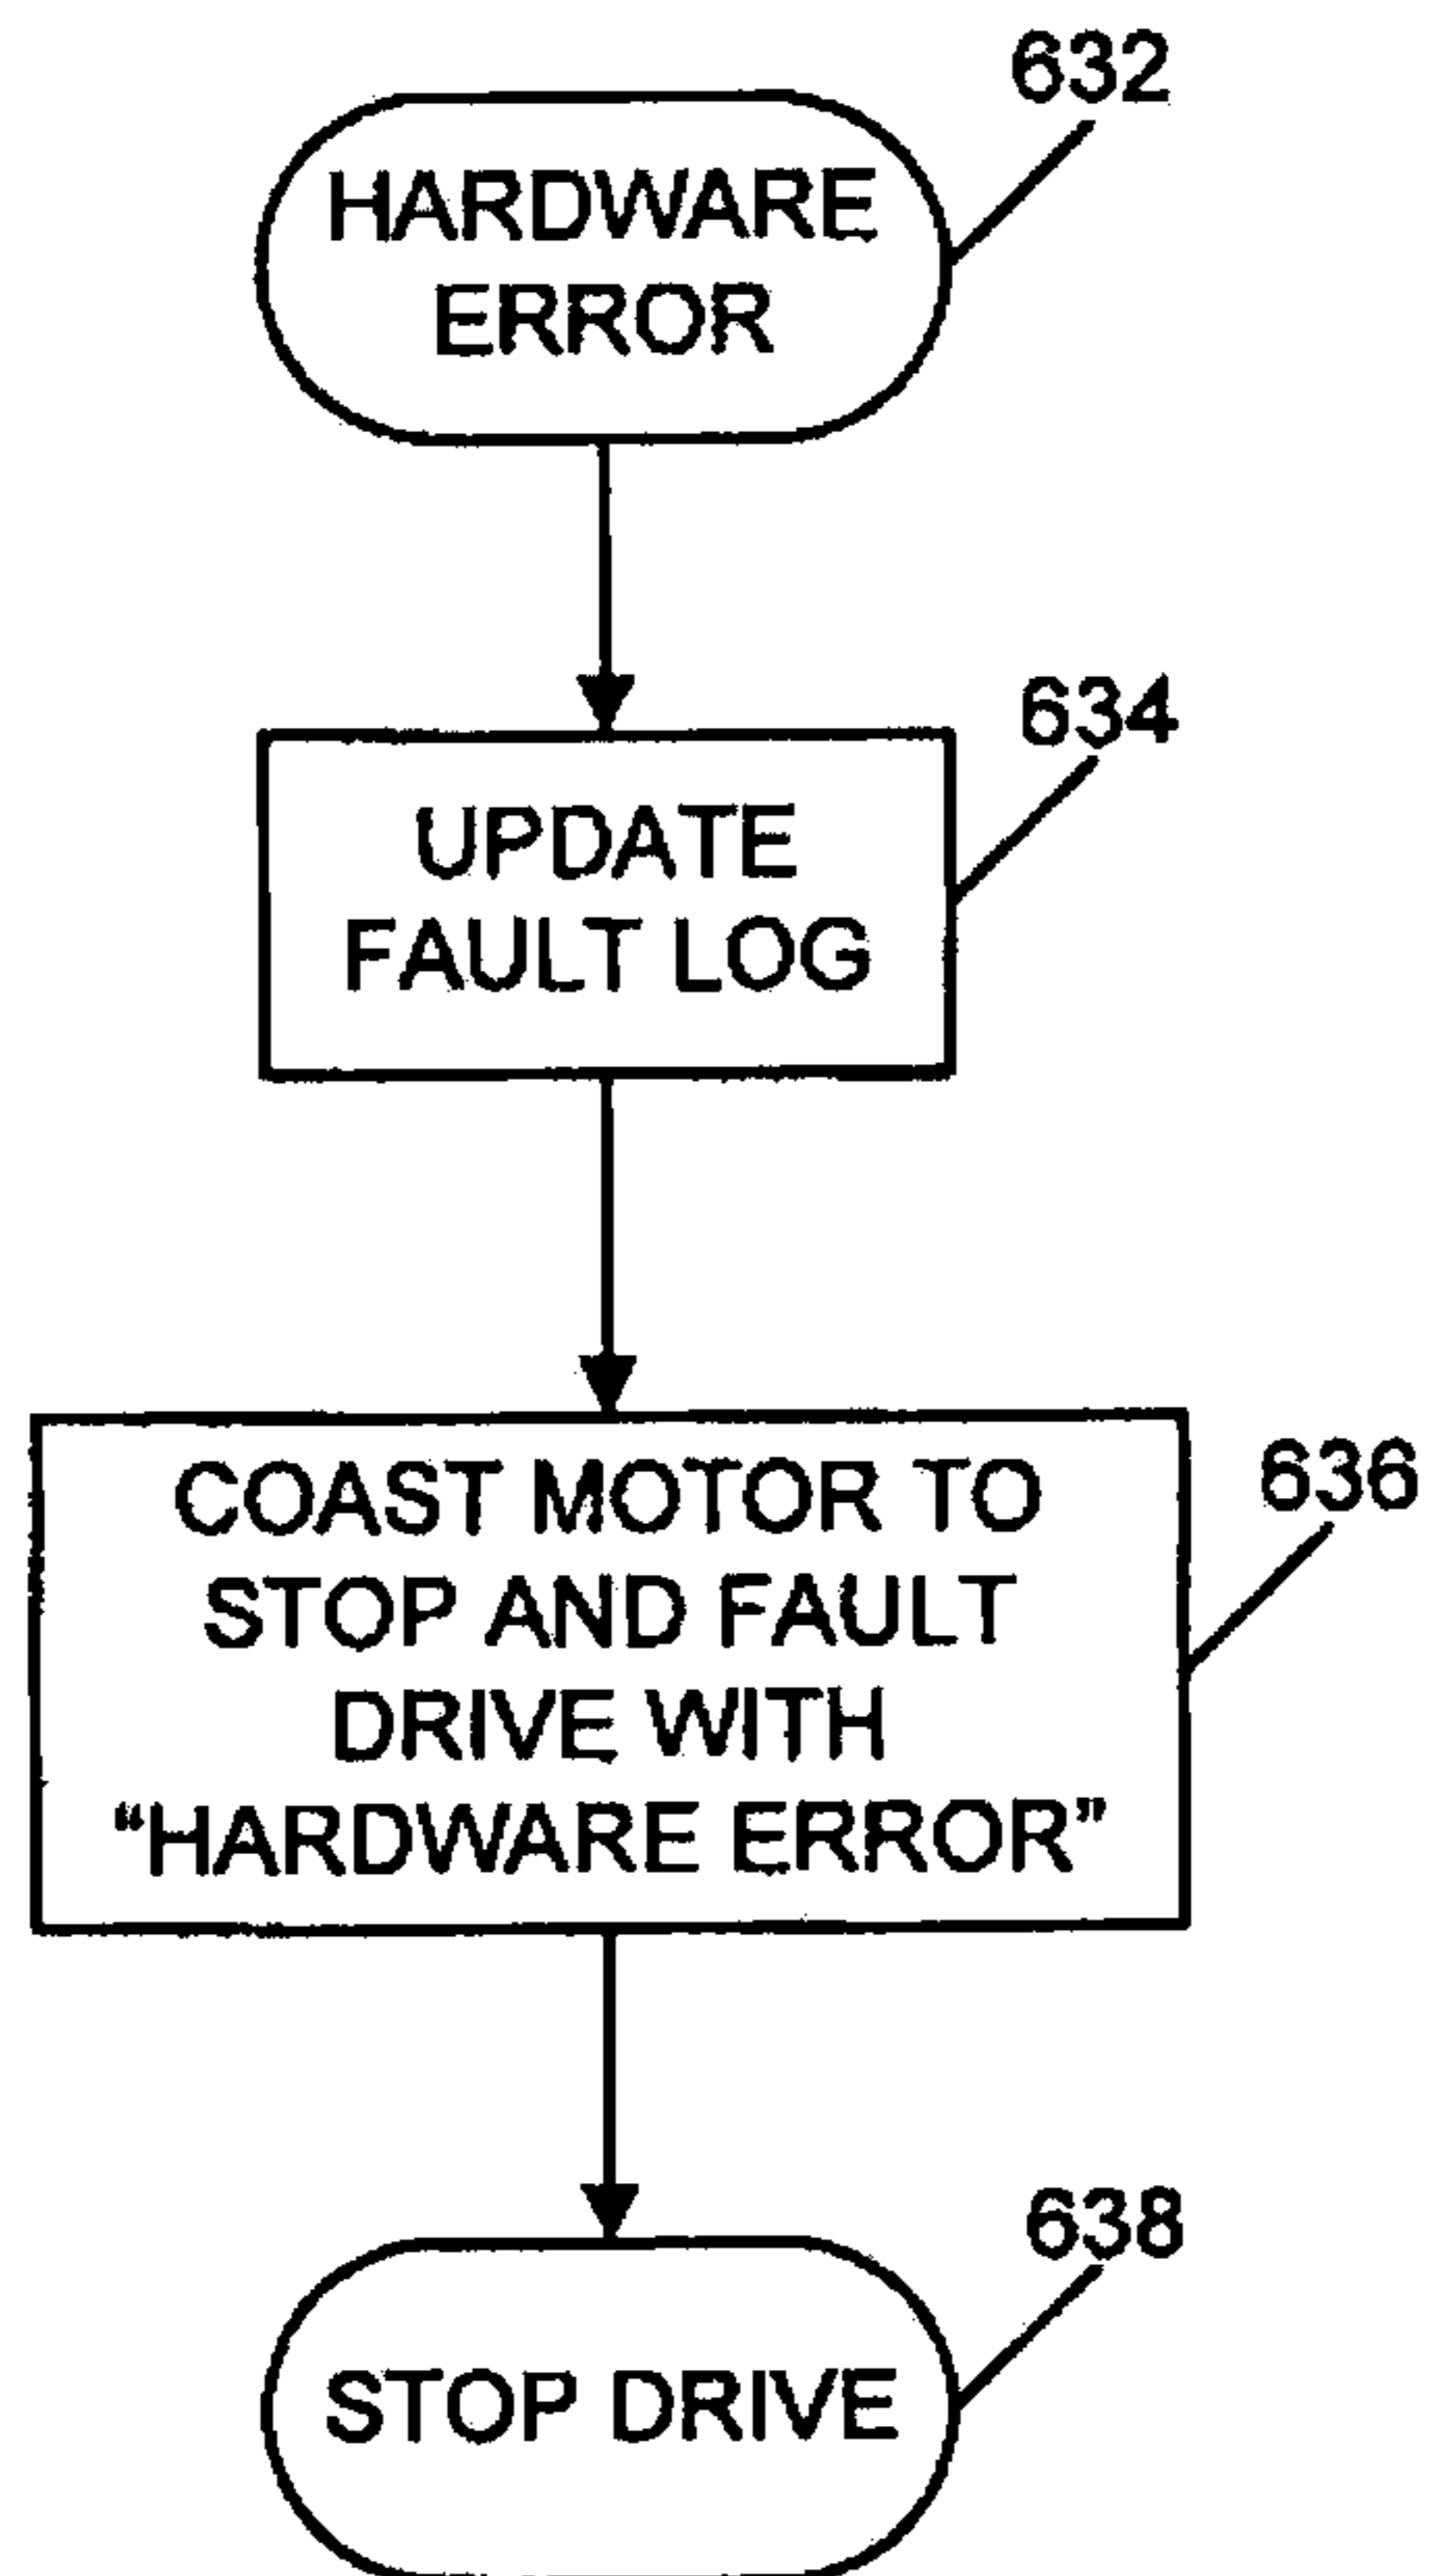 632
HARDWARE
ERROR
634
UPDATE
FAULT LOG
636
COAST MOTOR TO
STOP AND FAULT
DRIVE WITH
“HARDWARE ERROR”
638
STOP DRIVE